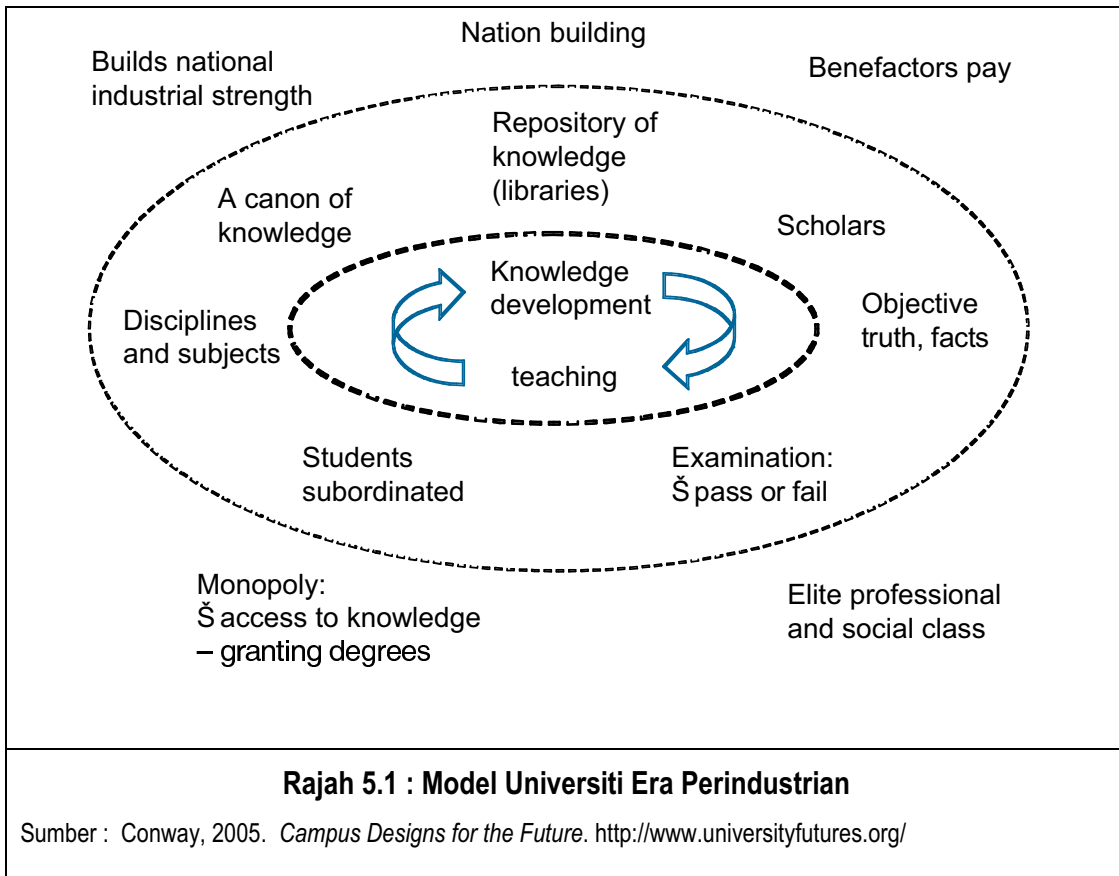 Nation building
Builds national
industrial strength
Benefactors pay
Repository of
knowledge
(libraries)
A canon of
knowledge
Scholars
Knowledge
development
Disciplines
and subjects
Objective
truth, facts
teaching
Students
subordinated
Examination:
Š pass or fail
Monopoly:
Š access to knowledge
– granting degrees
Elite professional
and social class
Rajah 5.1 : Model Universiti Era Perindustrian
Sumber : Conway, 2005. Campus Designs for the Future. http://www.universityfutures.org/